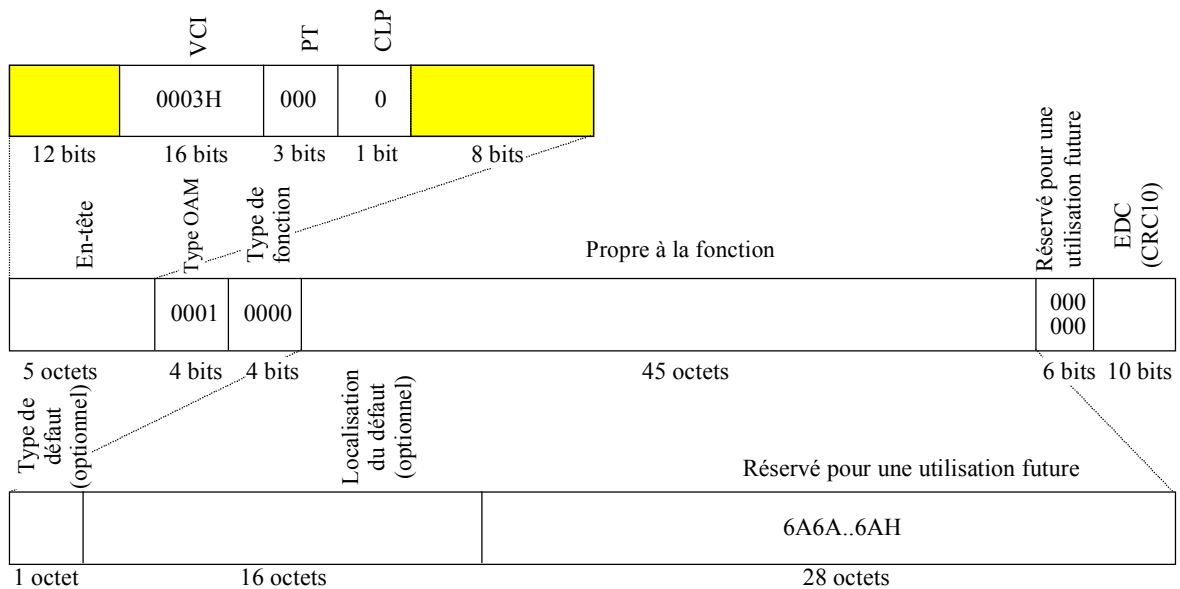 VCI
PT
CLP
0003H
000
0
12 bits
16 bits
3 bits
1 bit
8 bits
En-tête
Type OAM
Type de
fonction
Propre à la fonction
Réservé pour une
utilisation future
EDC
(CRC10)
0001
0000
000
000
5 octets
4 bits
4 bits
45 octets
6 bits
10 bits
Type de
défaut
(optionnel)
Localisation
du défaut
(optionnel)
Réservé pour une utilisation future
6A6A..6AH
1 octet
16 octets
28 octets